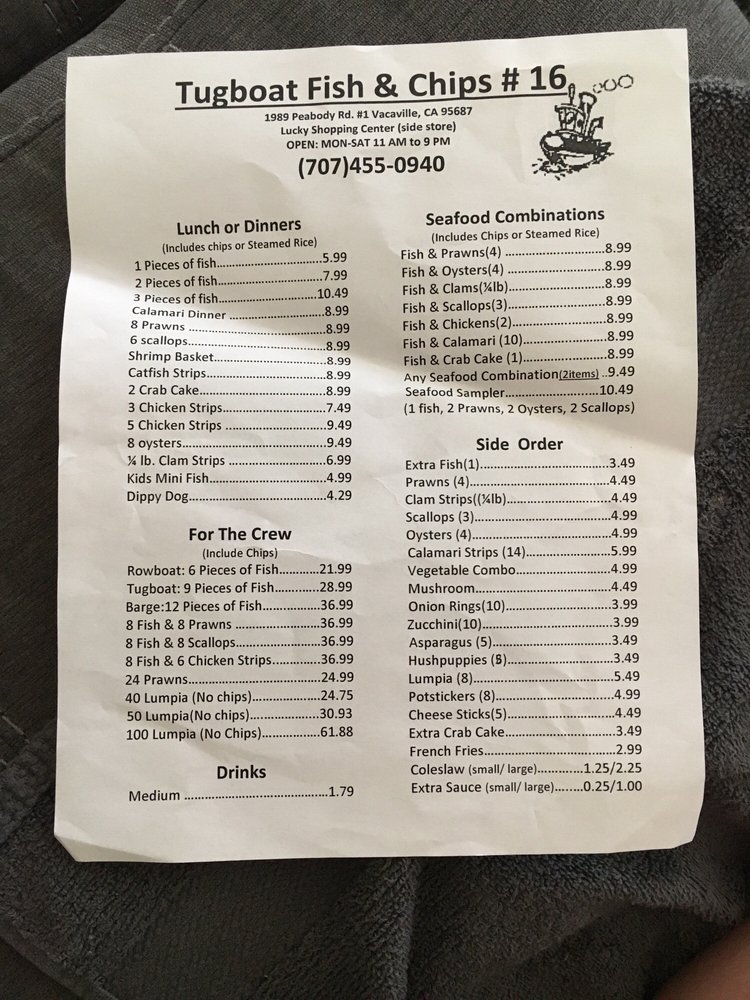 Tugboat Fish & Chips # 16
1989 Peabody Rd. #1 Vacaville, CA 95687
Lucky Shopping Center (side store)
OPEN: MON-SAT 11 AM to 9 PM
(707)455-0940
Lunch or Dinners
(Includes chips or Steamed Rice)
1 Pieces of fish..............................5.99
2 Pieces of fish..............................7.99
3 Pieces of fish............................10.49
Calamari Dinner ..........................8.99
8 Prawns .....................................8.99
6 scallops.....................................8.99
Shrimp Basket..............................8.99
Catfish Strips................................8.99
2 Crab Cake..................................8.99
3 Chicken Strips...........................7.49
5 Chicken Strips ..........................9.49
8 oysters.......................................9.49
¼ lb. Clam Strips .........................6.99
Kids Mini Fish...............................4.99
Dippy Dog....................................4.29
For The Crew
(Include Chips)
Rowboat: 6 Pieces of Fish...........21.99
Tugboat: 9 Pieces of Fish............28.99
Barge:12 Pieces of Fish................36.99
8 Fish & 8 Prawns .......................36.99
8 Fish & 8 Scallops.......................36.99
8 Fish & 6 Chicken Strips.............36.99
24 Prawns....................................24.99
40 Lumpia (No chips)...................24.75
50 Lumpia(No chips)....................30.93
100 Lumpia (No Chips).................61.88
Drinks
Medium ........................................1.79
Seafood Combinations
(Includes Chips or Steamed Rice)
Fish & Prawns(4) ...........................8.99
Fish & Oysters(4) ..........................8.99
Fish & Clams(¼lb)..........................8.99
Fish & Scallops(3)...........................8.99
Fish & Chickens(2)..........................8.99
Fish & Calamari (10).......................8.99
Fish & Crab Cake (1).......................8.99
Any Seafood Combination(2items) ..9.49
Seafood Sampler...........................10.49
(1 fish, 2 Prawns, 2 Oysters, 2 Scallops)
Side Order
Extra Fish(1)....................................3.49
Prawns (4).......................................4.49
Clam Strips((¼lb).............................4.49
Scallops (3)......................................4.99
Oysters (4).......................................4.99
Calamari Strips (14).........................5.99
Vegetable Combo...........................4.99
Mushroom.......................................4.49
Onion Rings(10)..............................3.99
Zucchini(10).....................................3.99
Asparagus (5)...................................3.49
Hushpuppies ...............................3.49
Lumpia (8)........................................5.49
Potstickers (8)..................................4.99
Cheese Sticks(5)...............................4.49
Extra Crab Cake...............................3.49
French Fries.....................................2.99
Coleslaw (small/ large).............1.25/2.25
Extra Sauce (small/ large)........0.25/1.00